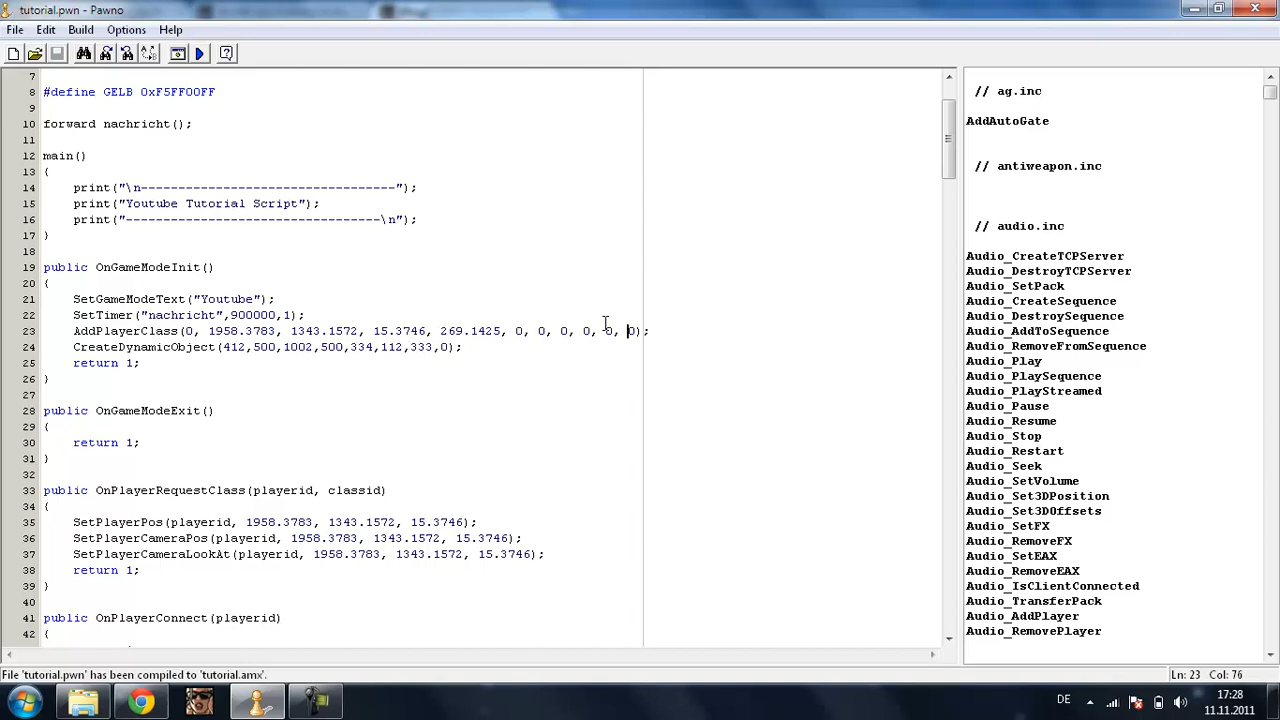 tutorial.pwn - Pawno
File Edit Build Options Help
7
8 #define GELB 0xF5FF00FF
9
10 forward nachricht();
11
12 main()
13 {
14 print("\n----------------------------------");
15 print("Youtube Tutorial Script");
16 print("----------------------------------\n");
17 }
18
19 public OnGameModeInit()
20 {
21 SetGameModeText("Youtube");
22 SetTimer("nachricht",900000,1);
23 AddPlayerClass(0, 1958.3783, 1343.1572, 15.3746, 269.1425, 0, 0, 0, 0, 0, 0);
24 CreateDynamicObject(412,500,1002,500,334,112,333,0);
25 return 1;
26 }
27
28 public OnGameModeExit()
29 {
30 return 1;
31 }
32
33 public OnPlayerRequestClass(playerid, classid)
34 {
35 SetPlayerPos(playerid, 1958.3783, 1343.1572, 15.3746);
36 SetPlayerCameraPos(playerid, 1958.3783, 1343.1572, 15.3746);
37 SetPlayerCameraLookAt(playerid, 1958.3783, 1343.1572, 15.3746);
38 return 1;
39 }
40
41 public OnPlayerConnect(playerid)
42 {
// ag.inc
AddAutoGate
// antiweapon.inc
// audio.inc
Audio_CreateTCPServer
Audio_DestroyTCPServer
Audio_SetPack
Audio_CreateSequence
Audio_DestroySequence
Audio_AddToSequence
Audio_RemoveFromSequence
Audio_Play
Audio_PlaySequence
Audio_PlayStreamed
Audio_Pause
Audio_Resume
Audio_Stop
Audio_Restart
Audio_Seek
Audio_SetVolume
Audio_Set3DPosition
Audio_Set3DOffsets
Audio_SetFX
Audio_RemoveFX
Audio_SetEAX
Audio_RemoveEAX
Audio_IsClientConnected
Audio_TransferPack
Audio_AddPlayer
Audio_RemovePlayer
File 'tutorial.pwn' has been compiled to 'tutorial.amx'.
Ln: 23 Col: 76
DE
17:28
11.11.2011